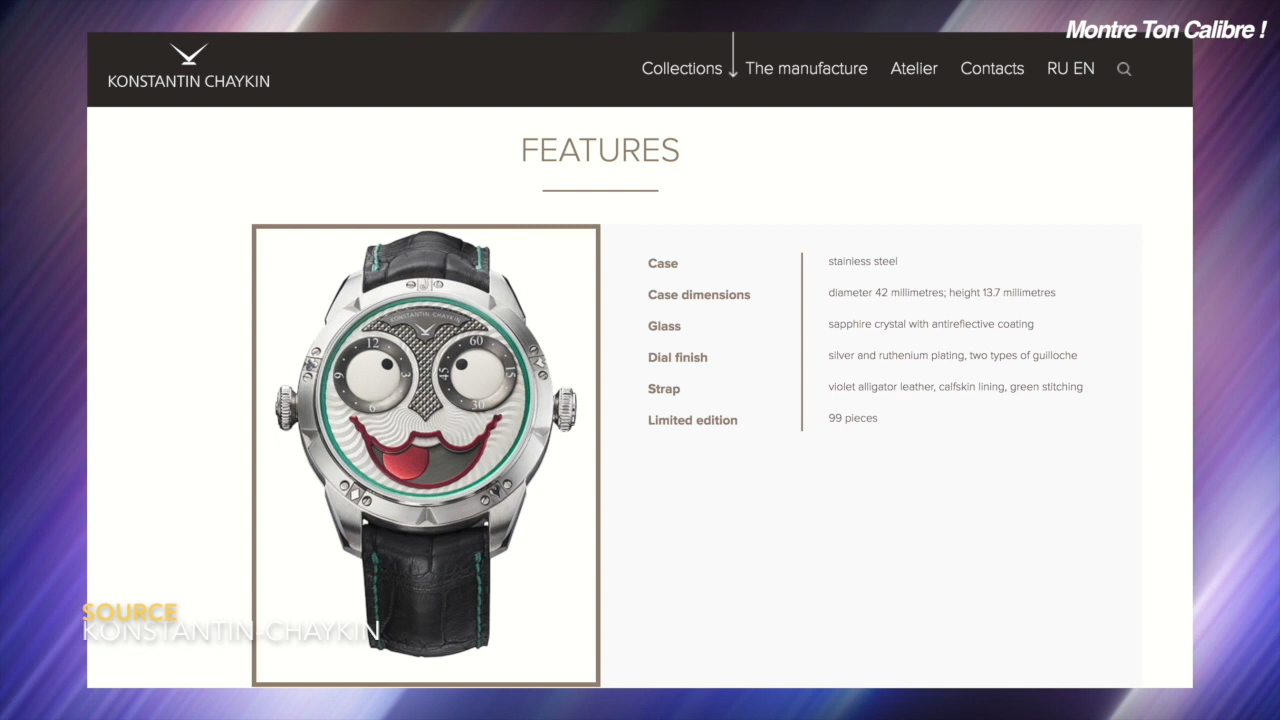 Montre Ton Calibre !
KONSTANTIN CHAYKIN
Collections The manufacture Atelier Contacts RU EN
FEATURES
KONSTANTIN CHAYKIN
12
3
6
9
60
15
30
45
Case stainless steel
Case dimensions diameter 42 millimetres; height 13.7 millimetres
Glass sapphire crystal with antireflective coating
Dial finish silver and ruthenium plating, two types of guilloche
Strap violet alligator leather, calfskin lining, green stitching
Limited edition 99 pieces
SOURCE
KONSTANTIN-CHAYKIN